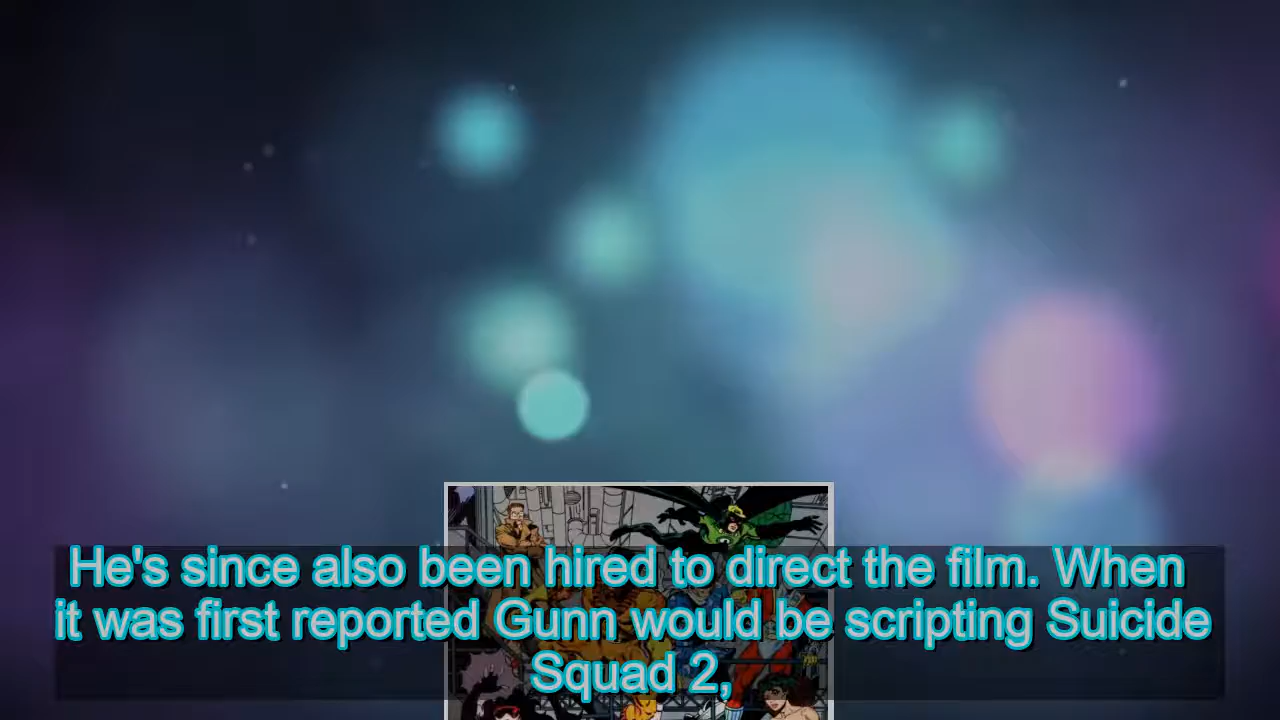 He's since also been hired to direct the film. When
it was first reported Gunn would be scripting Suicide
Squad 2,